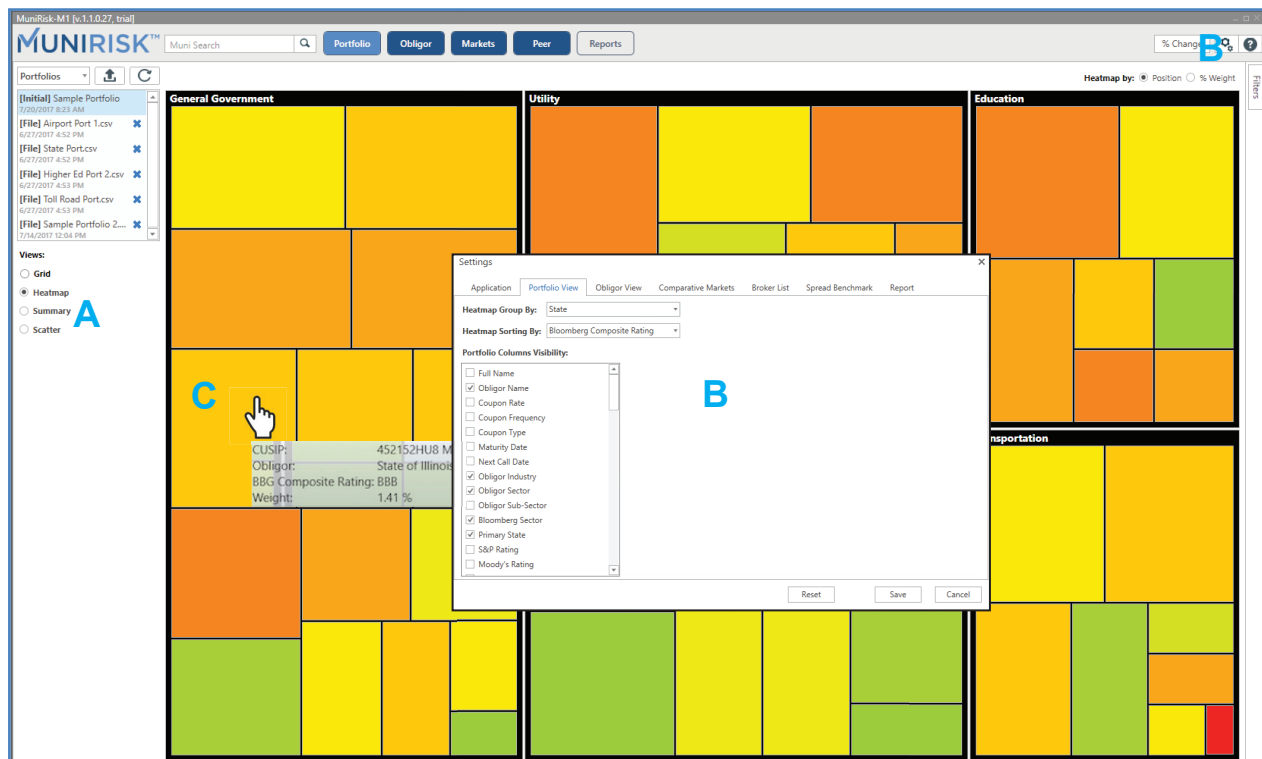 MuniRisk-M1 [v.1.1.0.27, trial]
MUNIRISK™
Muni Search
Portfolio
Obligor
Markets
Peer
Reports
% Change
B
Portfolios
Heatmap by: Position % Weight
Filters
[Initial] Sample Portfolio
7/20/2017 8:23 AM
[File] Airport Port 1.csv
6/27/2017 4:52 PM
[File] State Port.csv
6/27/2017 4:52 PM
[File] Higher Ed Port 2.csv
6/27/2017 4:53 PM
[File] Toll Road Port.csv
6/27/2017 4:53 PM
[File] Sample Portfolio 2....
7/14/2017 12:04 PM
Views:
Grid
Heatmap
Summary
Scatter
A
General Government
Utility
Education
C
CUSIP: 452152HU8 M
Obligor: State of Illinois
BBG Composite Rating: BBB
Weight: 1.41 %
Settings
Application Portfolio View Obligor View Comparative Markets Broker List Spread Benchmark Report
Heatmap Group By: State
Heatmap Sorting By: Bloomberg Composite Rating
Portfolio Columns Visibility:
Full Name
Obligor Name
Coupon Rate
Coupon Frequency
Coupon Type
Maturity Date
Next Call Date
Obligor Industry
Obligor Sector
Obligor Sub-Sector
Bloomberg Sector
Primary State
S&P Rating
Moody's Rating
B
Reset Save Cancel
nsportation